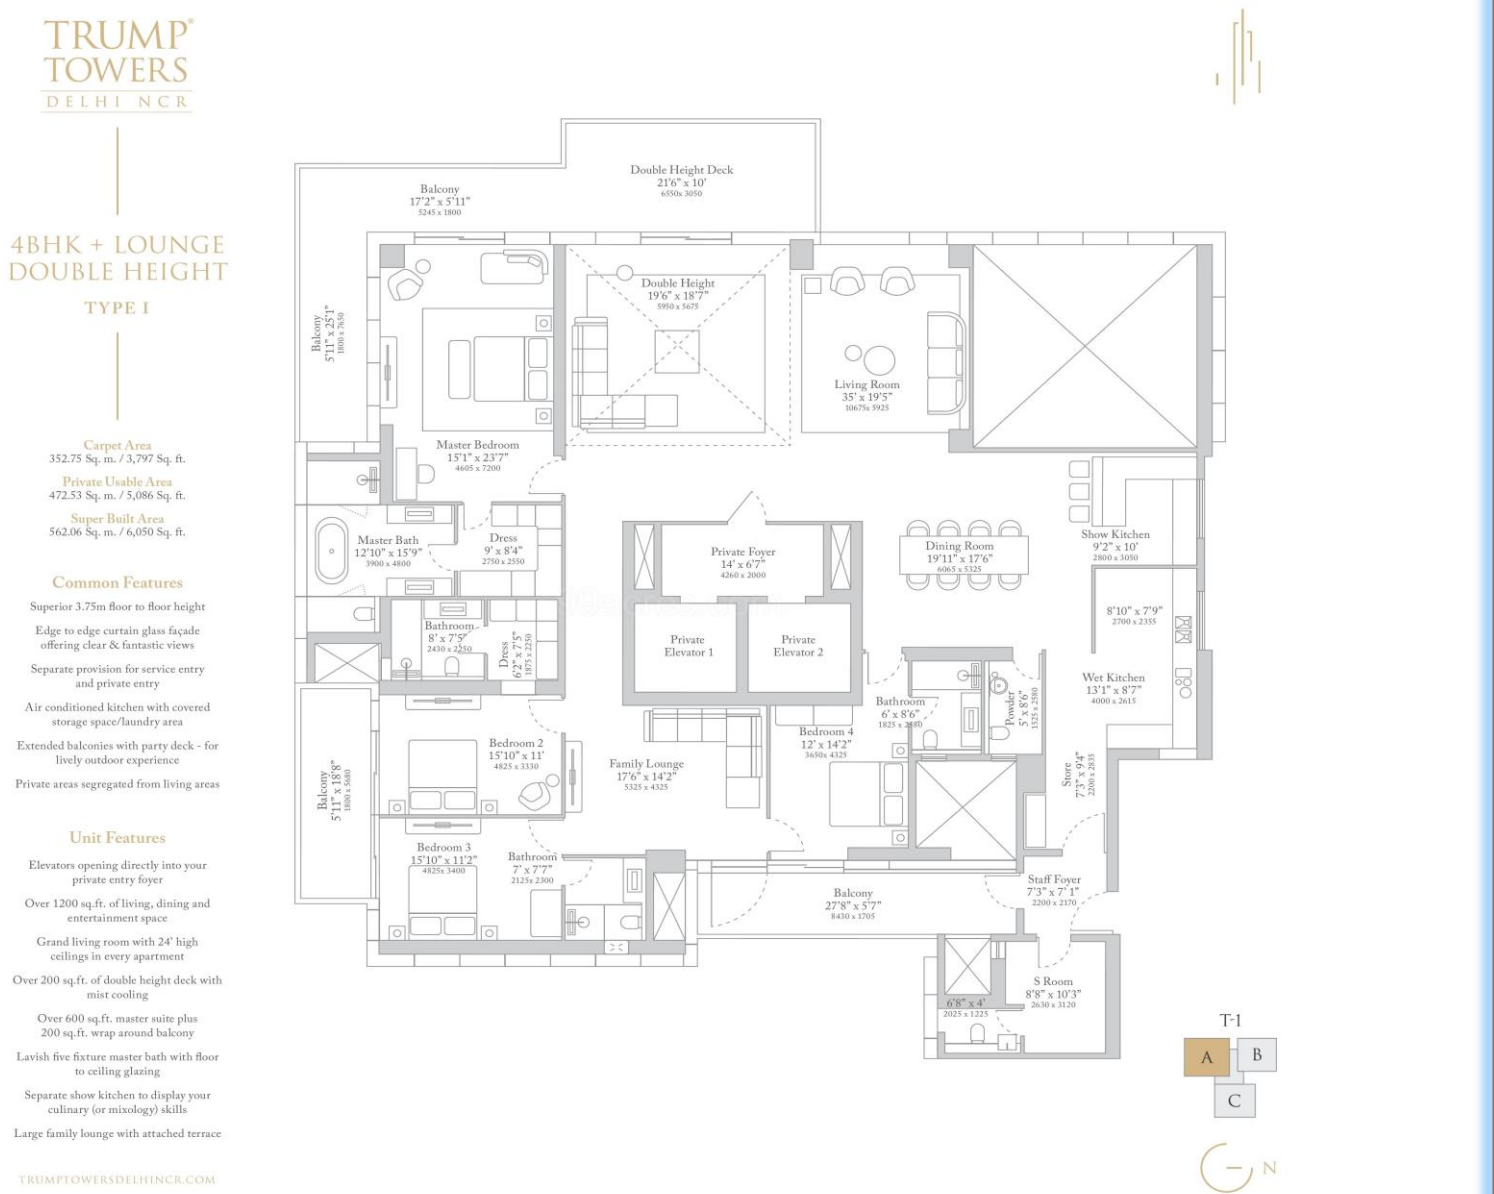 TRUMP®
TOWERS
DELHI NCR
4BHK + LOUNGE
DOUBLE HEIGHT
TYPE I
Carpet Area
352.75 Sq. m. / 3,797 Sq. ft.
Private Usable Area
472.53 Sq. m. / 5,086 Sq. ft.
Super Built Area
562.06 Sq. m. / 6,050 Sq. ft.
Common Features
Superior 3.75m floor to floor height
Edge to edge curtain glass façade
offering clear & fantastic views
Separate provision for service entry
and private entry
Air conditioned kitchen with covered
storage space/laundry area
Extended balconies with party deck - for
lively outdoor experience
Private areas segregated from living areas
Unit Features
Elevators opening directly into your
private entry foyer
Over 1200 sq.ft. of living, dining and
entertainment space
Grand living room with 24' high
ceilings in every apartment
Over 200 sq.ft. of double height deck with
mist cooling
Over 600 sq.ft. master suite plus
200 sq.ft. wrap around balcony
Lavish five fixture master bath with floor
to ceiling glazing
Separate show kitchen to display your
culinary (or mixology) skills
Large family lounge with attached terrace
TRUMPTOWERSDELHINCR.COM
Double Height Deck
21'6" x 10'
6550x 3050
Balcony
17'2" x 5'11"
5245 x 1800
Balcony
5'11" x 25'1"
1800 x 7650
Double Height
19'6" x 18'7"
5950 x 5675
Living Room
35' x 19'5"
10675x 5925
Master Bedroom
15'1" x 23'7"
4605 x 7200
Master Bath
12'10" x 15'9"
3900 x 4800
Dress
9' x 8'4"
2750 x 2550
Private Foyer
14' x 6'7"
4260 x 2000
Dining Room
19'11" x 17'6"
6065 x 5325
Show Kitchen
9'2" x 10'
2800 x 3050
8'10" x 7'9"
2700 x 2355
Bathroom
8' x 7'5"
2430 x 2250
Dress
6'2" x 7'5"
1875 x 2250
Private
Elevator 1
Private
Elevator 2
Wet Kitchen
13'1" x 8'7"
4000 x 2615
Bathroom
6' x 8'6"
1825 x 2580
Powder
5' x 8'6"
1525 x 2580
Bedroom 2
15'10" x 11'
4825 x 3330
Family Lounge
17'6" x 14'2"
5325 x 4325
Bedroom 4
12' x 14'2"
3650x 4325
Store
7'3" x 9'4"
2200 x 2835
Balcony
5'11" x 18'8"
1800 x 5680
Bedroom 3
15'10" x 11'2"
4825x 3400
Bathroom
7' x 7'7"
2125x 2300
Balcony
27'8" x 5'7"
8430 x 1705
Staff Foyer
7'3" x 7' 1"
2200 x 2170
S Room
8'8" x 10'3"
2630 x 3120
6'8" x 4'
2025 x 1225
T-1
A
B
C
N